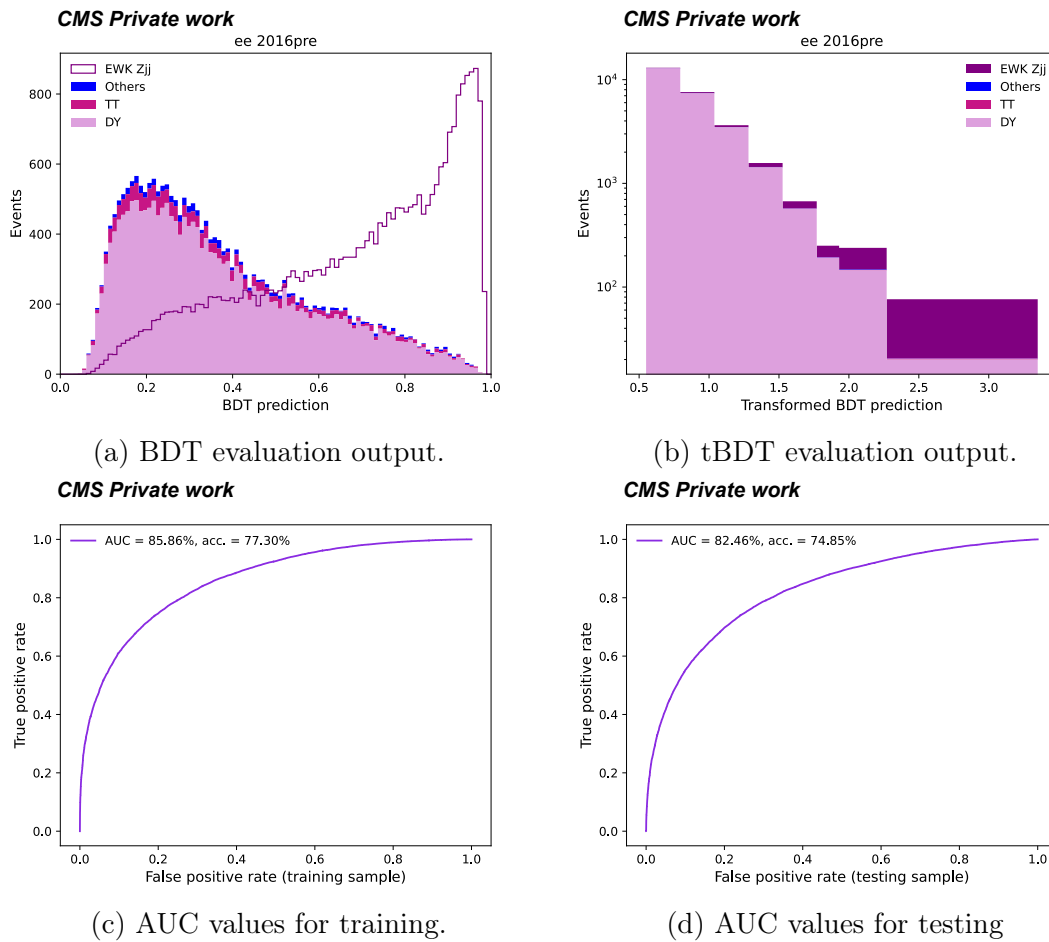 CMS Private work
ee 2016pre
EWK Zjj
Others
TT
DY
Events
0
200
400
600
800
0.0 0.2 0.4 0.6 0.8 1.0
BDT prediction
(a) BDT evaluation output.
CMS Private work
ee 2016pre
EWK Zjj
Others
TT
DY
Events
10⁴
10³
10²
0.5 1.0 1.5 2.0 2.5 3.0
Transformed BDT prediction
(b) tBDT evaluation output.
CMS Private work
AUC = 85.86%, acc. = 77.30%
True positive rate
1.0
0.8
0.6
0.4
0.2
0.0
0.0 0.2 0.4 0.6 0.8 1.0
False positive rate (training sample)
(c) AUC values for training.
CMS Private work
AUC = 82.46%, acc. = 74.85%
True positive rate
1.0
0.8
0.6
0.4
0.2
0.0
0.0 0.2 0.4 0.6 0.8 1.0
False positive rate (testing sample)
(d) AUC values for testing